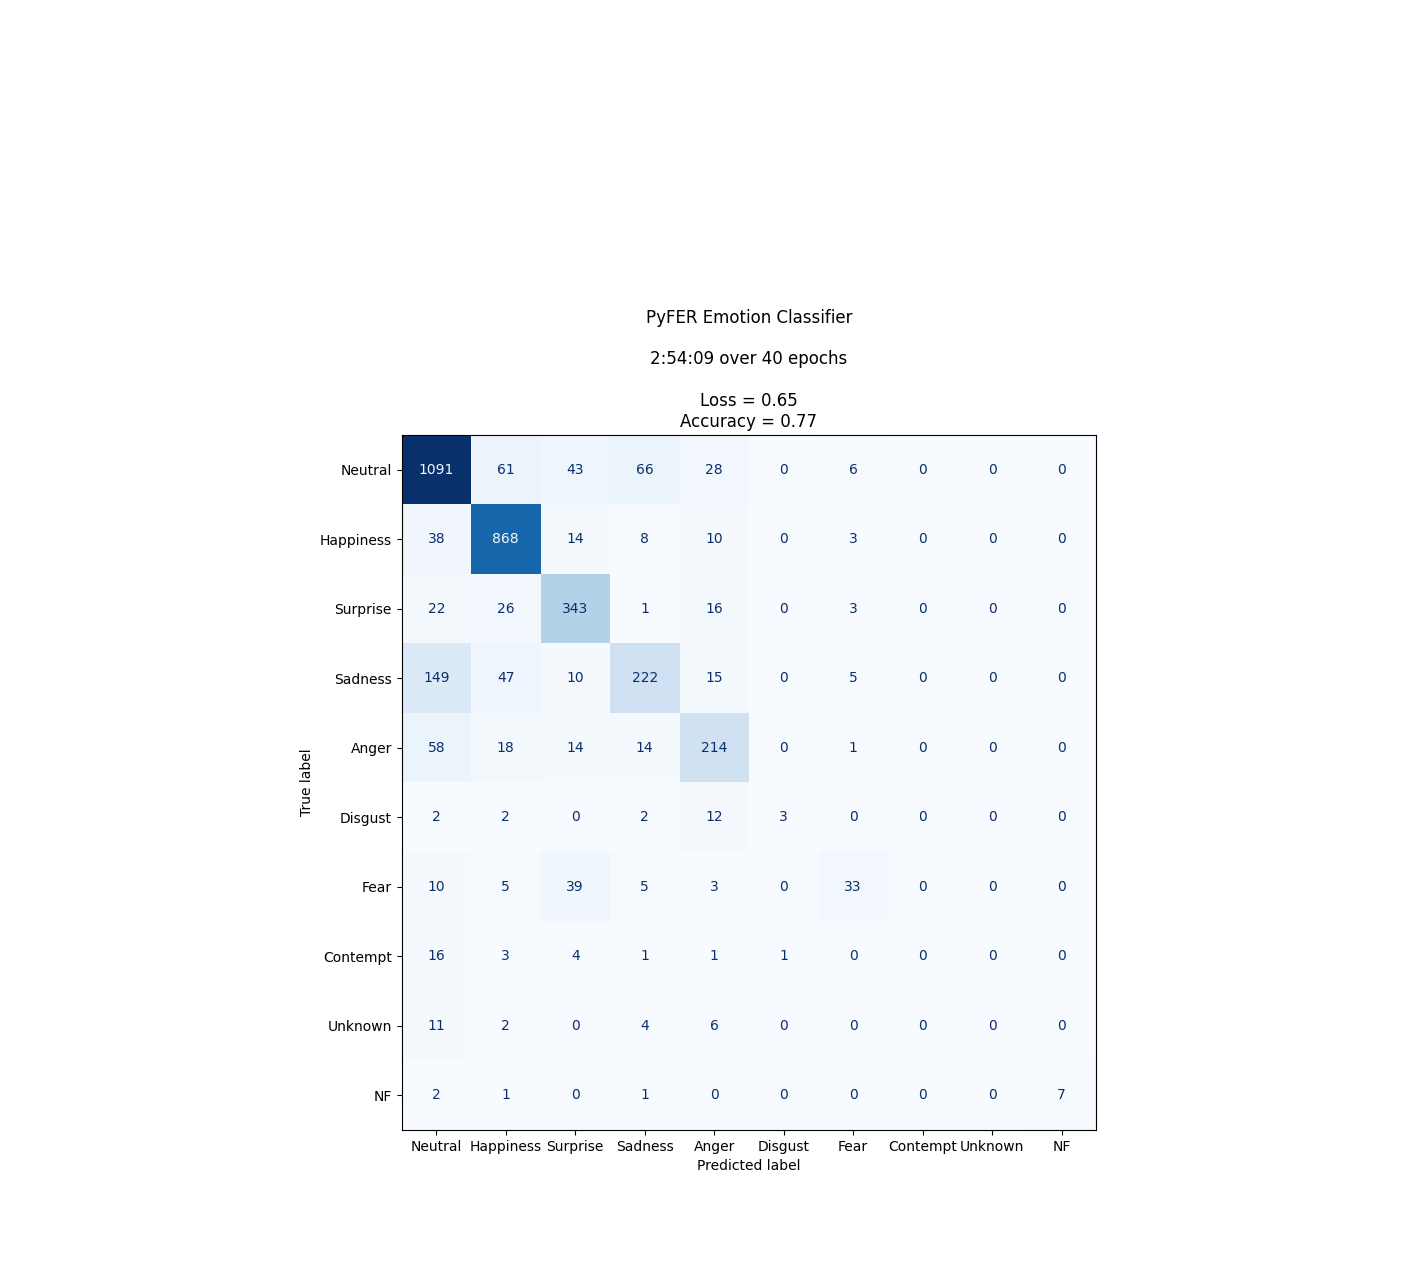 PyFER Emotion Classifier
2:54:09 over 40 epochs
Loss = 0.65
Accuracy = 0.77
Neutral 1091 61 43 66 28 0 6 0 0 0
Happiness 38 868 14 8 10 0 3 0 0 0
Surprise 22 26 343 1 16 0 3 0 0 0
Sadness 149 47 10 222 15 0 5 0 0 0
Anger 58 18 14 14 214 0 1 0 0 0
Disgust 2 2 0 2 12 3 0 0 0 0
Fear 10 5 39 5 3 0 33 0 0 0
Contempt 16 3 4 1 1 1 0 0 0 0
Unknown 11 2 0 4 6 0 0 0 0 0
NF 2 1 0 1 0 0 0 0 0 7
True label
Neutral Happiness Surprise Sadness Anger Disgust Fear Contempt Unknown NF
Predicted label